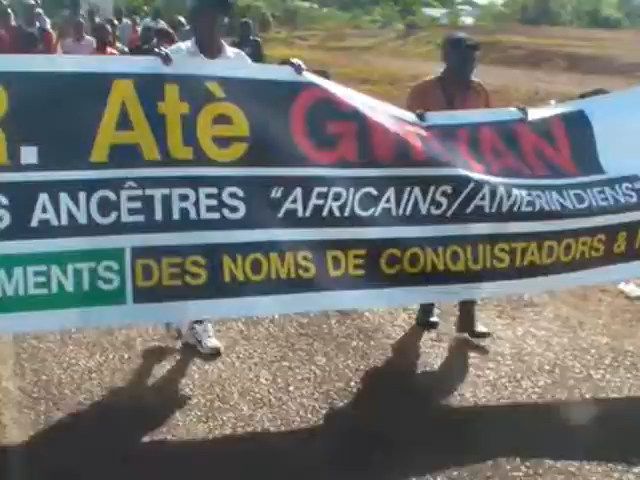 R. Atè
S ANCÊTRES "AFRICAINS/AMERINDIENS"
MENTS DES NOMS DE CONQUISTADORS &